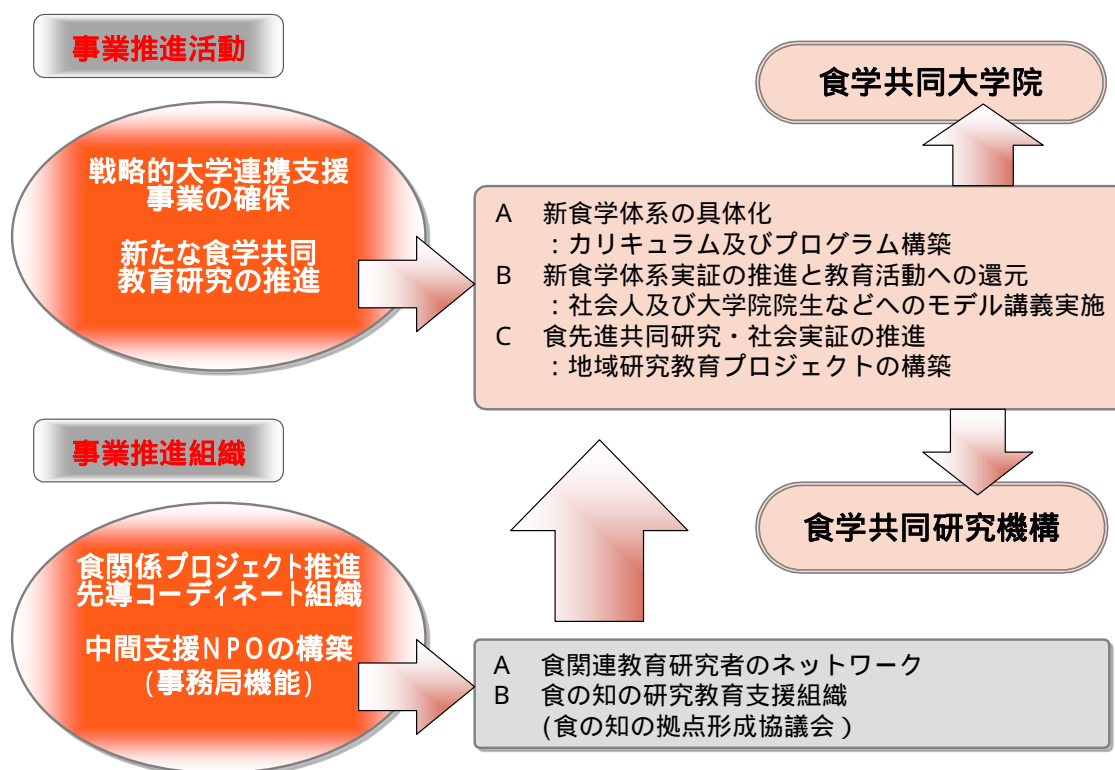 事業推進活動
戦略的大学連携支援
事業の確保
新たな食学共同
教育研究の推進
食学共同大学院
A 新食学体系の具体化
：カリキュラム及びプログラム構築
B 新食学体系実証の推進と教育活動への還元
：社会人及び大学院院生などへのモデル講義実施
C 食先進共同研究・社会実証の推進
：地域研究教育プロジェクトの構築
食学共同研究機構
事業推進組織
食関係プロジェクト推進
先導コーディネート組織
中間支援NPOの構築
(事務局機能)
A 食関連教育研究者のネットワーク
B 食の知の研究教育支援組織
(食の知の拠点形成協議会)